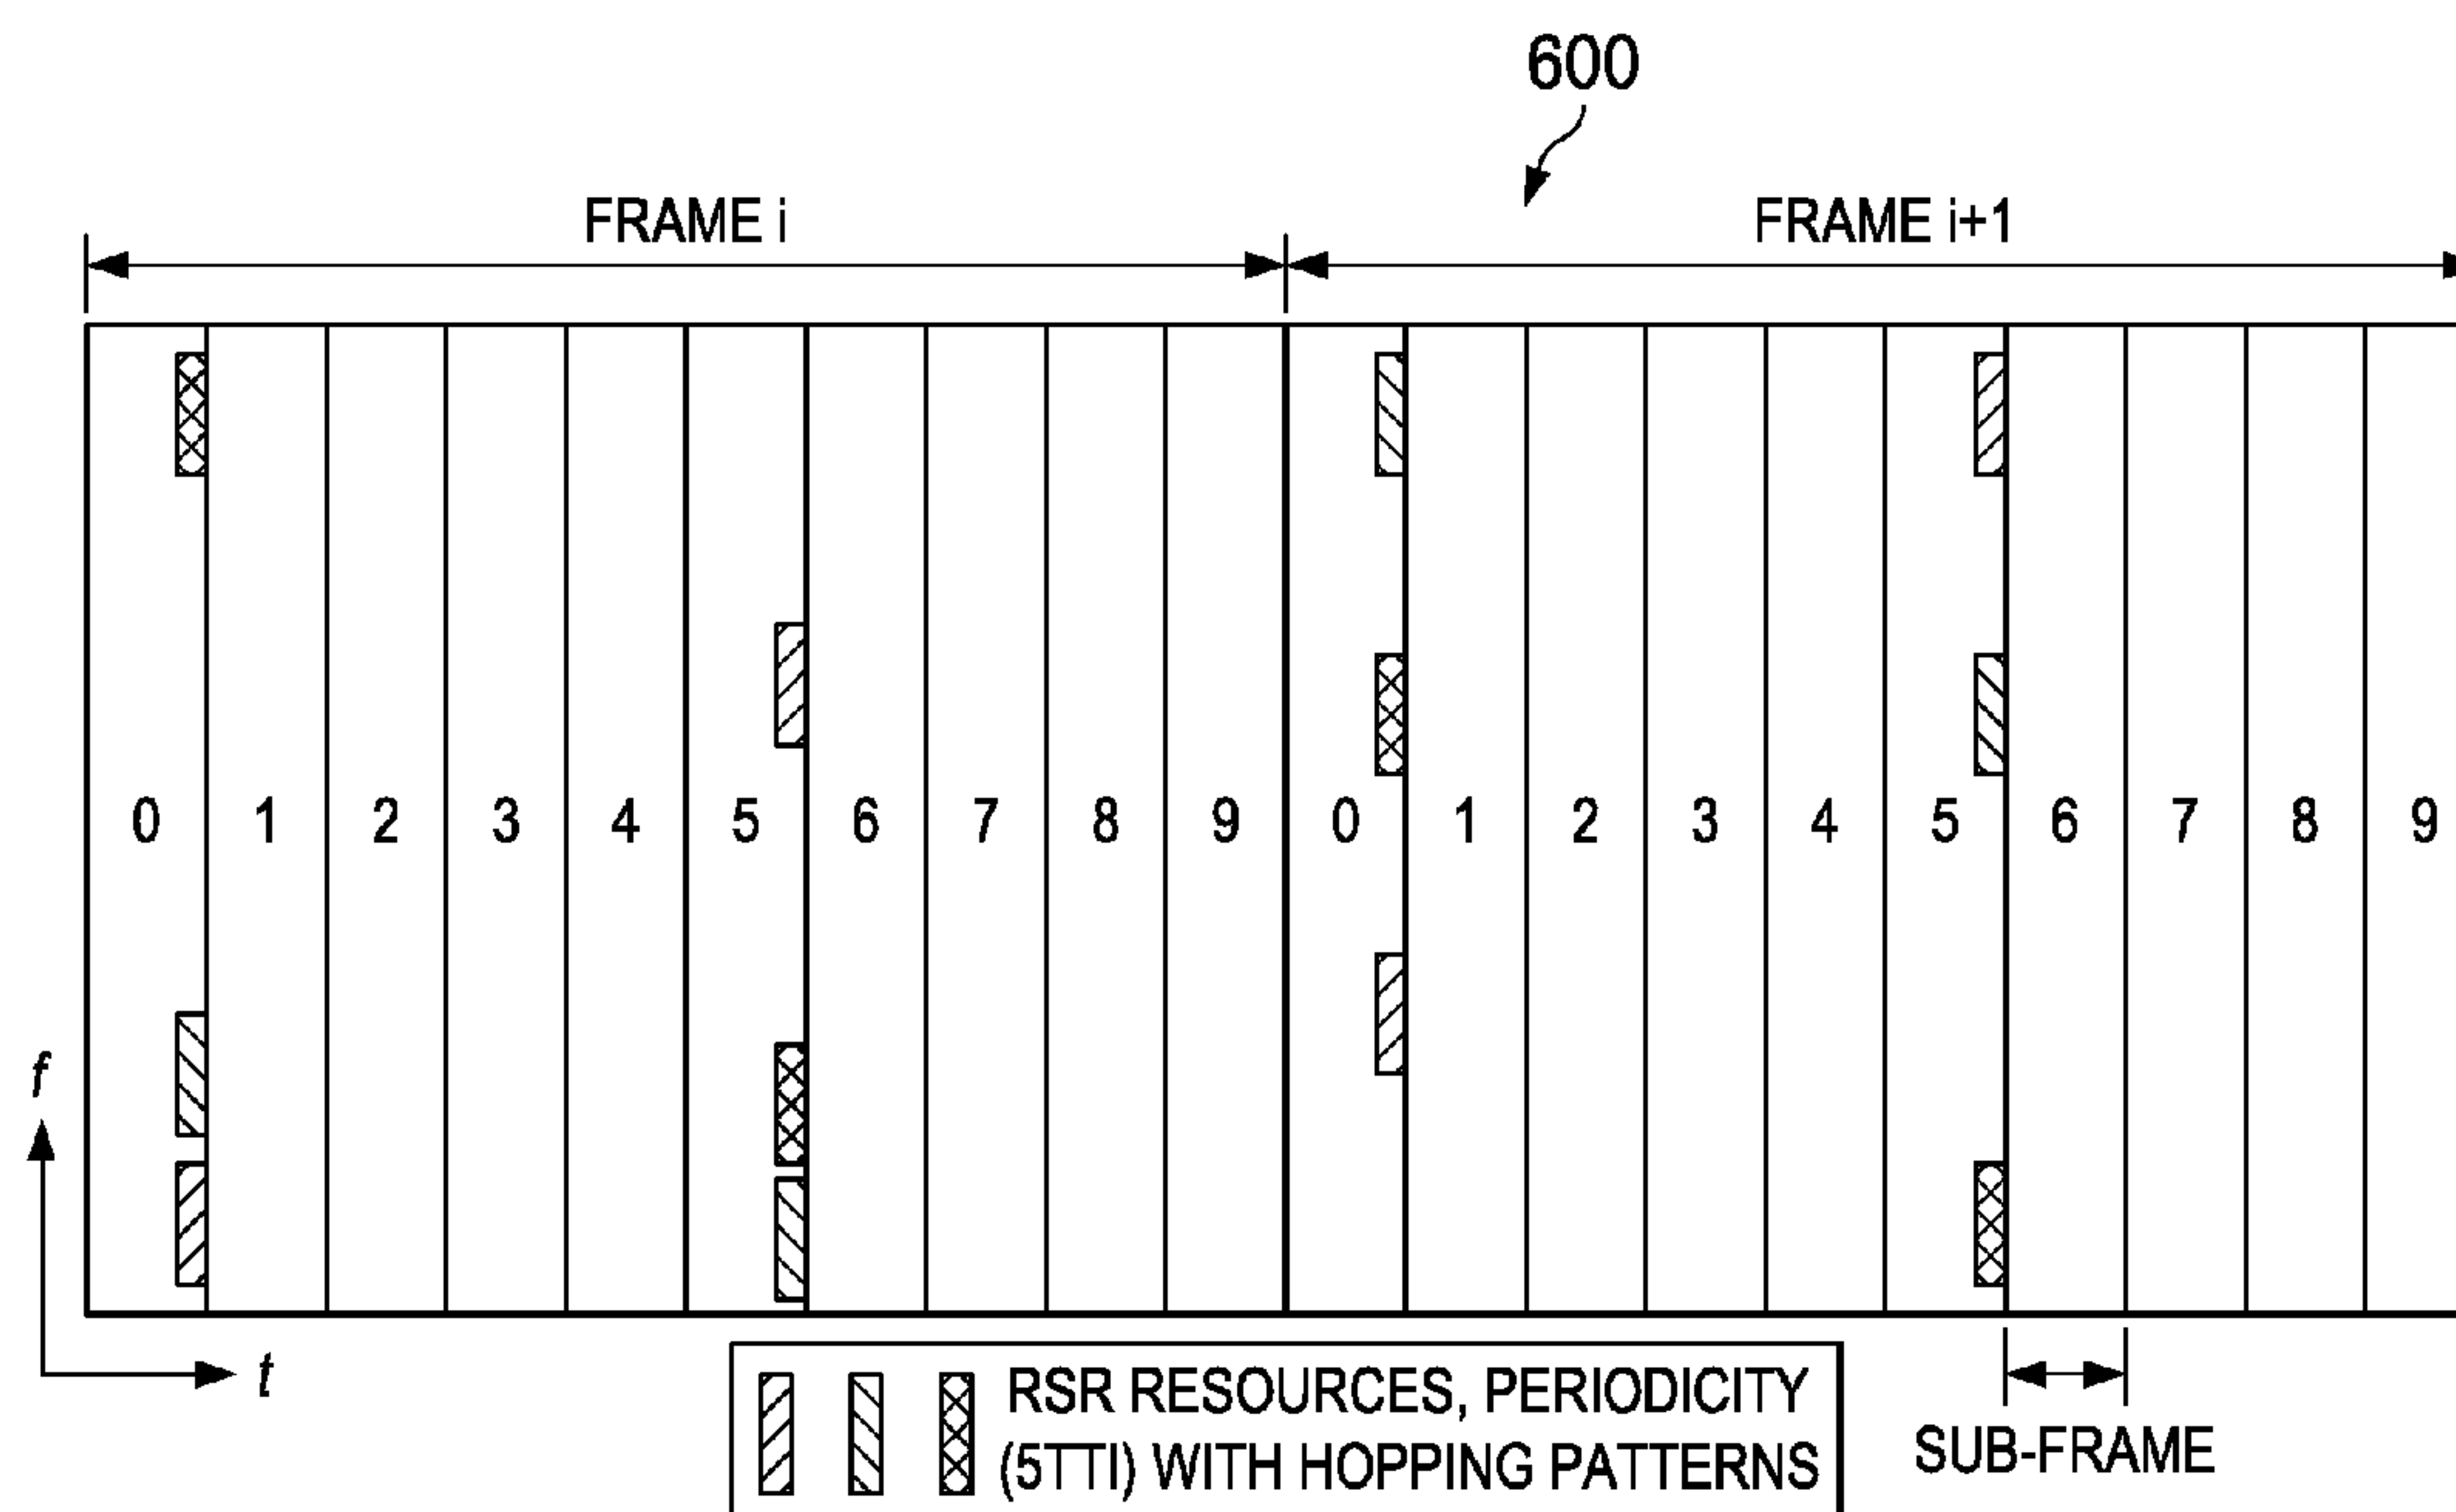 600
FRAME i
FRAME i+1
0 1 2 3 4 5 6 7 8 9 0 1 2 3 4 5 6 7 8 9
f
t
RSR RESOURCES, PERIODICITY
(5TTI) WITH HOPPING PATTERNS
SUB-FRAME